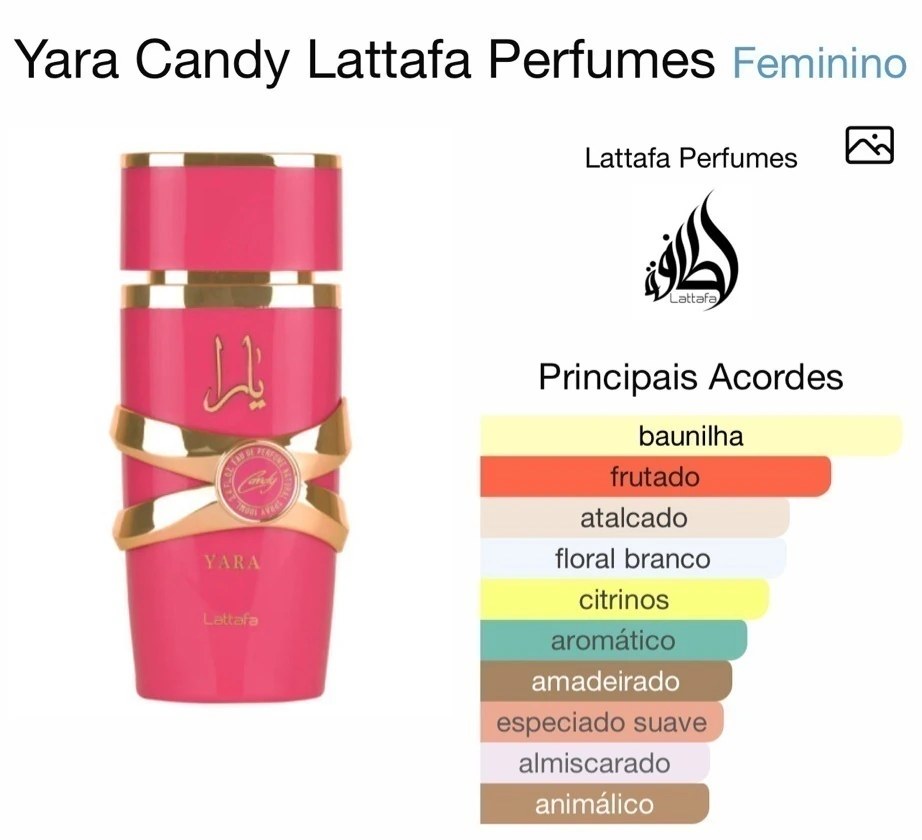 Yara Candy Lattafa Perfumes Feminino
Lattafa Perfumes
لطافة
Lattafa
يارا
Candy
YARA
Lattafa
Principais Acordes
baunilha
frutado
atalcado
floral branco
citrinos
aromático
amadeirado
especiado suave
almiscarado
animálico